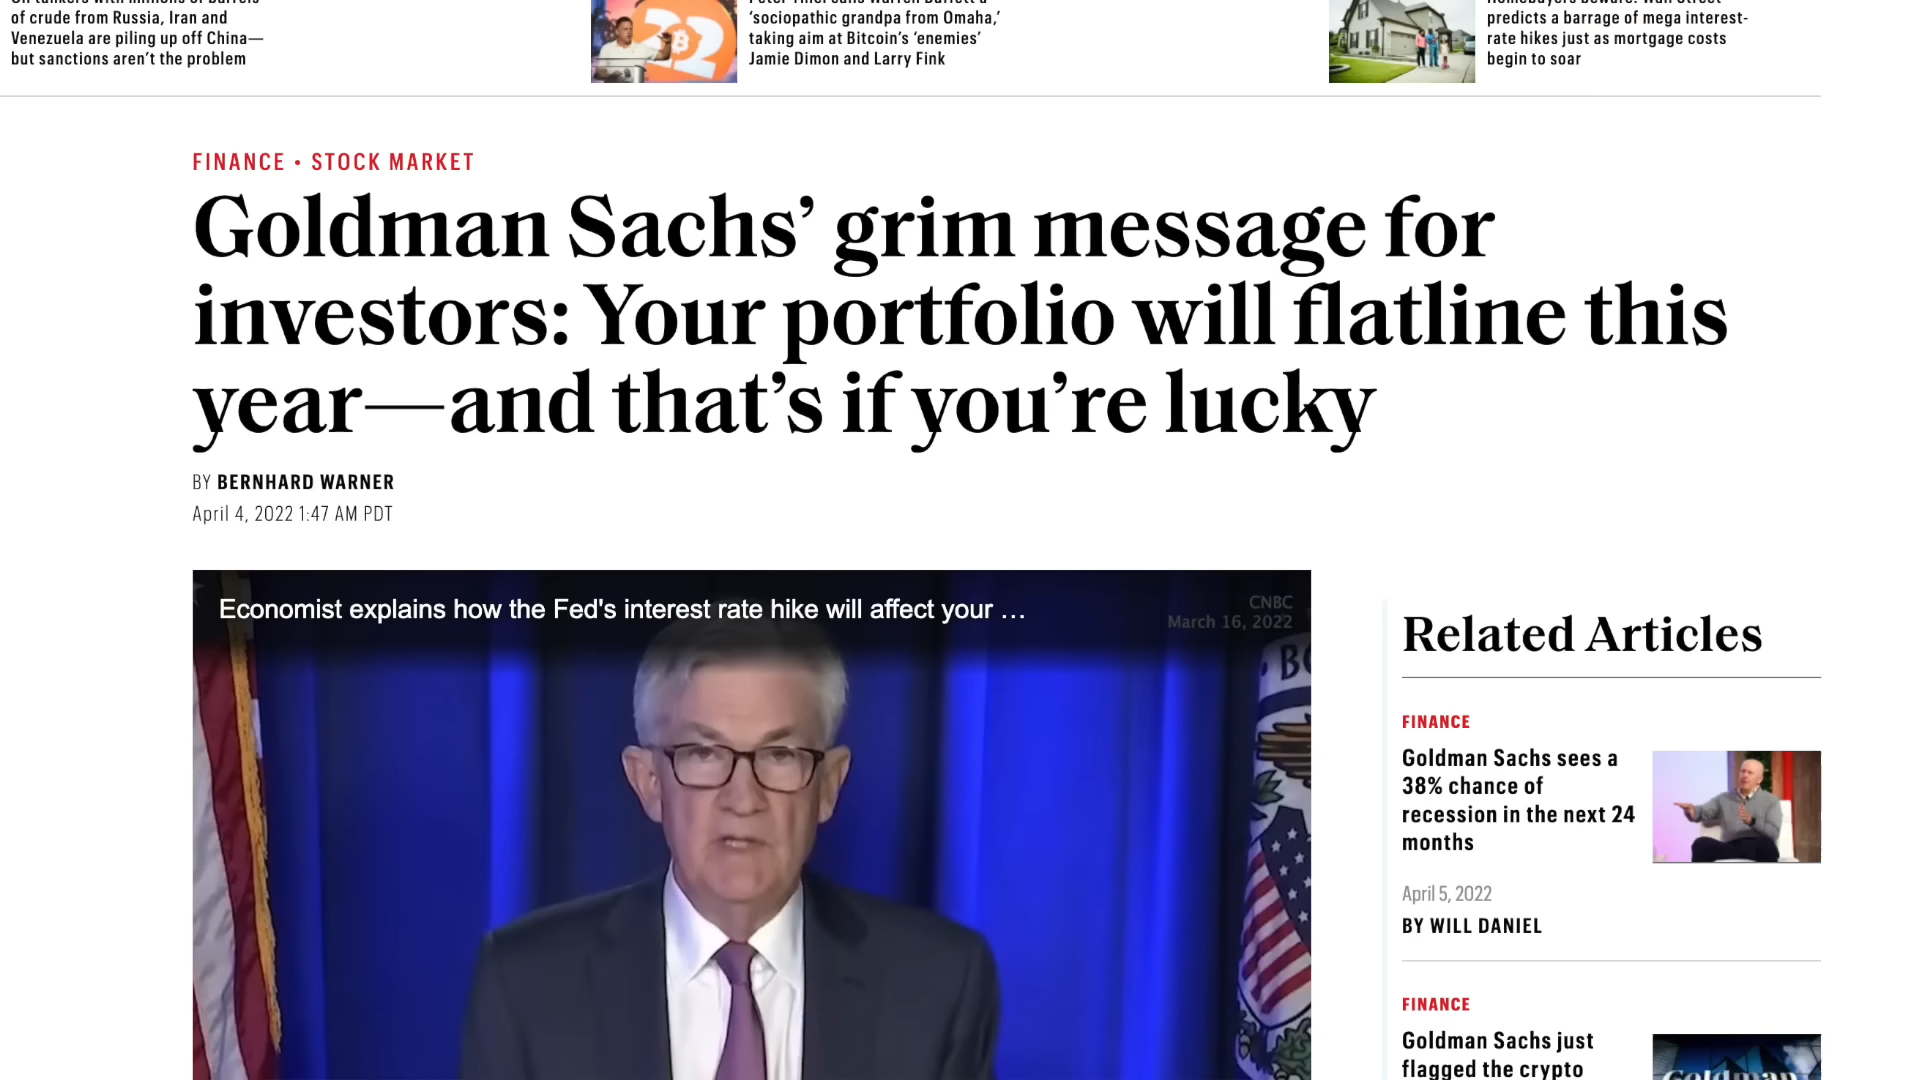 of crude from Russia, Iran and
Venezuela are piling up off China—
but sanctions aren't the problem
'sociopathic grandpa from Omaha,'
taking aim at Bitcoin's 'enemies'
Jamie Dimon and Larry Fink
predicts a barrage of mega interest-
rate hikes just as mortgage costs
begin to soar
22
FINANCE • STOCK MARKET
Goldman Sachs' grim message for
investors: Your portfolio will flatline this
year—and that's if you're lucky
BY BERNHARD WARNER
April 4, 2022 1:47 AM PDT
Economist explains how the Fed's interest rate hike will affect your …
CNBC
March 16, 2022
Related Articles
FINANCE
Goldman Sachs sees a
38% chance of
recession in the next 24
months
April 5, 2022
BY WILL DANIEL
FINANCE
Goldman Sachs just
flagged the crypto
Goldman